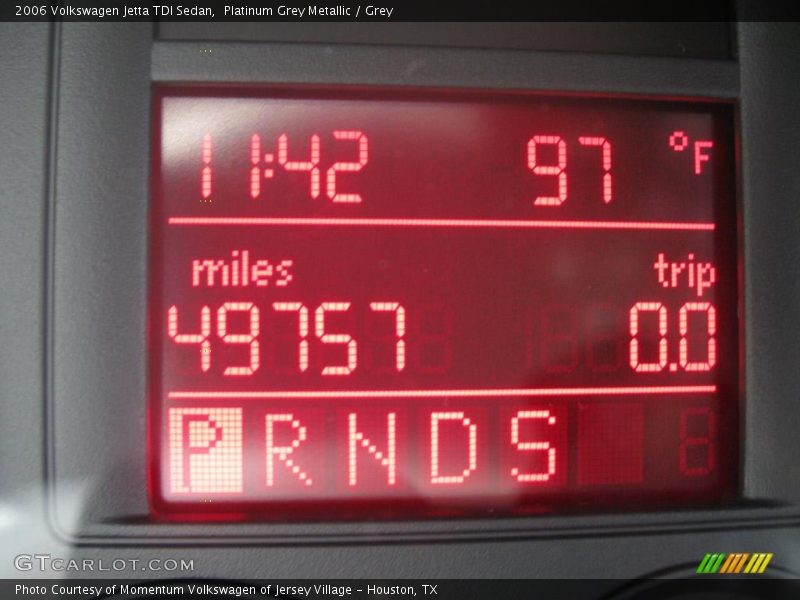 2006 Volkswagen Jetta TDI Sedan,  Platinum Grey Metallic / Grey
11:42 97 °F
miles trip
49757 0.0
P R N D S
GTCARLOT.COM
Photo Courtesy of Momentum Volkswagen of Jersey Village - Houston, TX